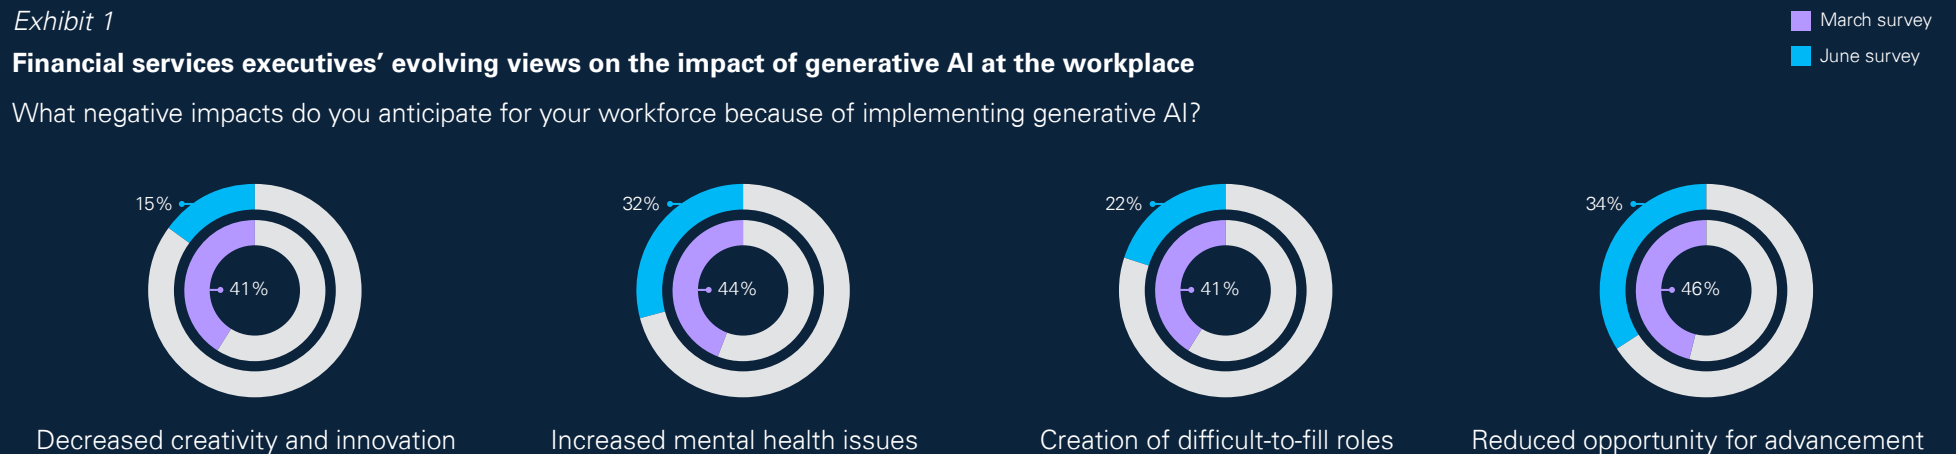 Exhibit 1
Financial services executives’ evolving views on the impact of generative AI at the workplace
What negative impacts do you anticipate for your workforce because of implementing generative AI?
March survey
June survey
15%
41%
Decreased creativity and innovation
32%
44%
Increased mental health issues
22%
41%
Creation of difficult-to-fill roles
34%
46%
Reduced opportunity for advancement